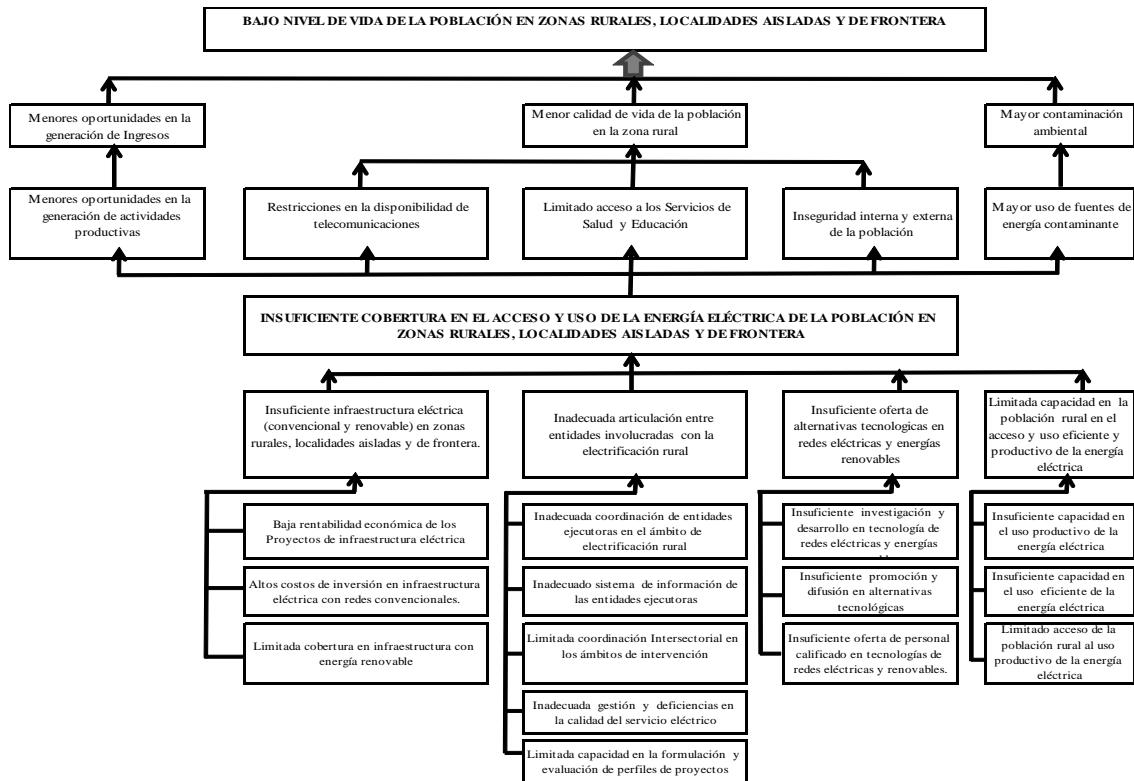 BAJO NIVEL DE VIDA DE LA POBLACIÓN EN ZONAS RURALES, LOCALIDADES AISLADAS Y DE FRONTERA
Menores oportunidades en la
generación de Ingresos
Menor calidad de vida de la población
en la zona rural
Mayor contaminación
ambiental
Menores oportunidades en la
generación de actividades
productivas
Restricciones en la disponibilidad de
telecomunicaciones
Limitado acceso a los Servicios de
Salud y Educación
Inseguridad interna y externa
de la población
Mayor uso de fuentes de
energía contaminante
INSUFICIENTE COBERTURA EN EL ACCESO Y USO DE LA ENERGÍA ELÉCTRICA DE LA POBLACIÓN EN
ZONAS RURALES, LOCALIDADES AISLADAS Y DE FRONTERA
Insuficiente infraestructura eléctrica
(convencional y renovable) en zonas
rurales, localidades aisladas y de frontera.
Inadecuada articulación entre
entidades involucradas con la
electrificación rural
Insuficiente oferta de
alternativas tecnologicas en
redes eléctricas y energías
renovables
Limitada capacidad en la
población rural en el
acceso y uso eficiente y
productivo de la energía
eléctrica
Baja rentabilidad económica de los
Proyectos de infraestructura eléctrica
Altos costos de inversión en infraestructura
eléctrica con redes convencionales.
Limitada cobertura en infraestructura con
energía renovable
Inadecuada coordinación de entidades
ejecutoras en el ámbito de
electrificación rural
Inadecuado sistema de información de
las entidades ejecutoras
Limitada coordinación Intersectorial en
los ámbitos de intervención
Inadecuada gestión y deficiencias en
la calidad del servicio eléctrico
Limitada capacidad en la formulación y
evaluación de perfiles de proyectos
Insuficiente investigación y
desarrollo en tecnología de
redes eléctricas y energías
Insuficiente promoción y
difusión en alternativas
tecnológicas
Insuficiente oferta de personal
calificado en tecnologías de
redes eléctricas y renovables.
Insuficiente capacidad en
el uso productivo de la
energía eléctrica
Insuficiente capacidad en
el uso eficiente de la
energía eléctrica
Limitado acceso de la
población rural al uso
productivo de la energía
eléctrica